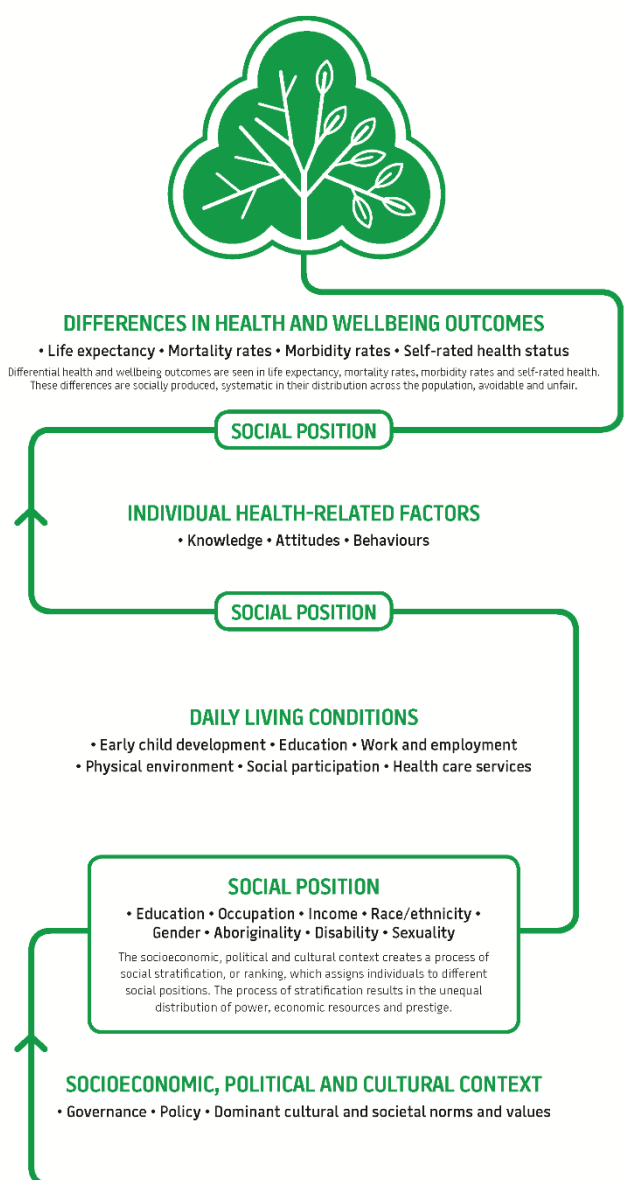 DIFFERENCES IN HEALTH AND WELLBEING OUTCOMES
• Life expectancy • Mortality rates • Morbidity rates • Self-rated health status
Differential health and wellbeing outcomes are seen in life expectancy, mortality rates, morbidity rates and self-rated health.
These differences are socially produced, systematic in their distribution across the population, avoidable and unfair.
SOCIAL POSITION
INDIVIDUAL HEALTH-RELATED FACTORS
• Knowledge • Attitudes • Behaviours
SOCIAL POSITION
DAILY LIVING CONDITIONS
• Early child development • Education • Work and employment
• Physical environment • Social participation • Health care services
SOCIAL POSITION
• Education • Occupation • Income • Race/ethnicity •
Gender • Aboriginality • Disability • Sexuality
The socioeconomic, political and cultural context creates a process of
social stratification, or ranking, which assigns individuals to different
social positions. The process of stratification results in the unequal
distribution of power, economic resources and prestige.
SOCIOECONOMIC, POLITICAL AND CULTURAL CONTEXT
• Governance • Policy • Dominant cultural and societal norms and values